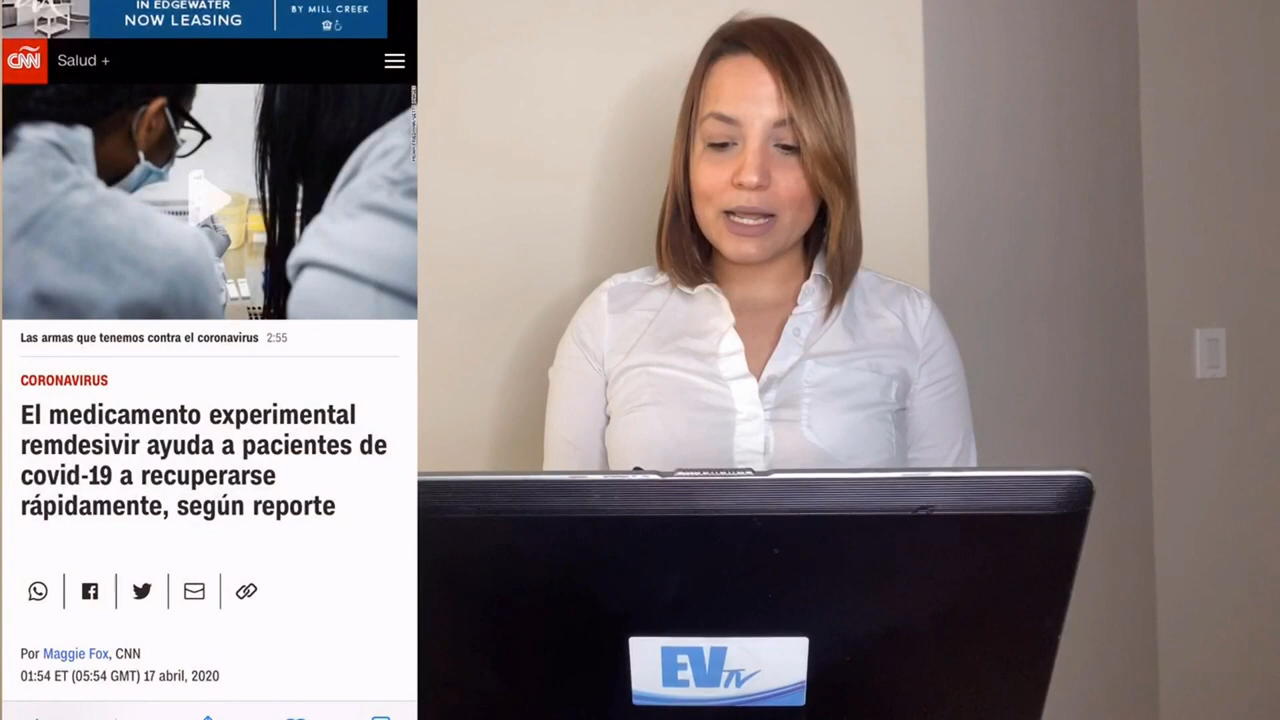 IN EDGEWATER
NOW LEASING
BY MILL CREEK
CNÑ
Salud +
Las armas que tenemos contra el coronavirus 2:55
CORONAVIRUS
El medicamento experimental
remdesivir ayuda a pacientes de
covid-19 a recuperarse
rápidamente, según reporte
Por Maggie Fox, CNN
01:54 ET (05:54 GMT) 17 abril, 2020
EVTV